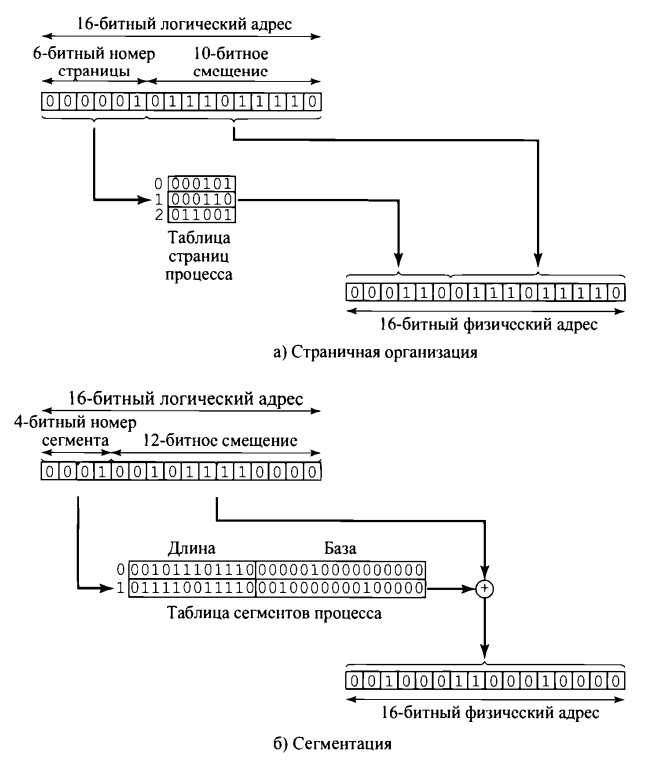 16-битный логический адрес
6-битный номер страницы
10-битное смещение
0 0 0 0 0 1 0 1 1 1 0 1 1 1 1 0
0 000101
1 000110
2 011001
Таблица
страниц
процесса
0 0 0 1 1 0 0 1 1 1 0 1 1 1 1 0
16-битный физический адрес
а) Страничная организация
16-битный логический адрес
4-битный номер сегмента
12-битное смещение
0 0 0 1 0 0 1 0 1 1 1 1 0 0 0 0
Длина База
0 001011101110 0000010000000000
1 011110011110 0010000000100000
+
Таблица сегментов процесса
0 0 1 0 0 0 1 1 0 0 0 1 0 0 0 0
16-битный физический адрес
б) Сегментация